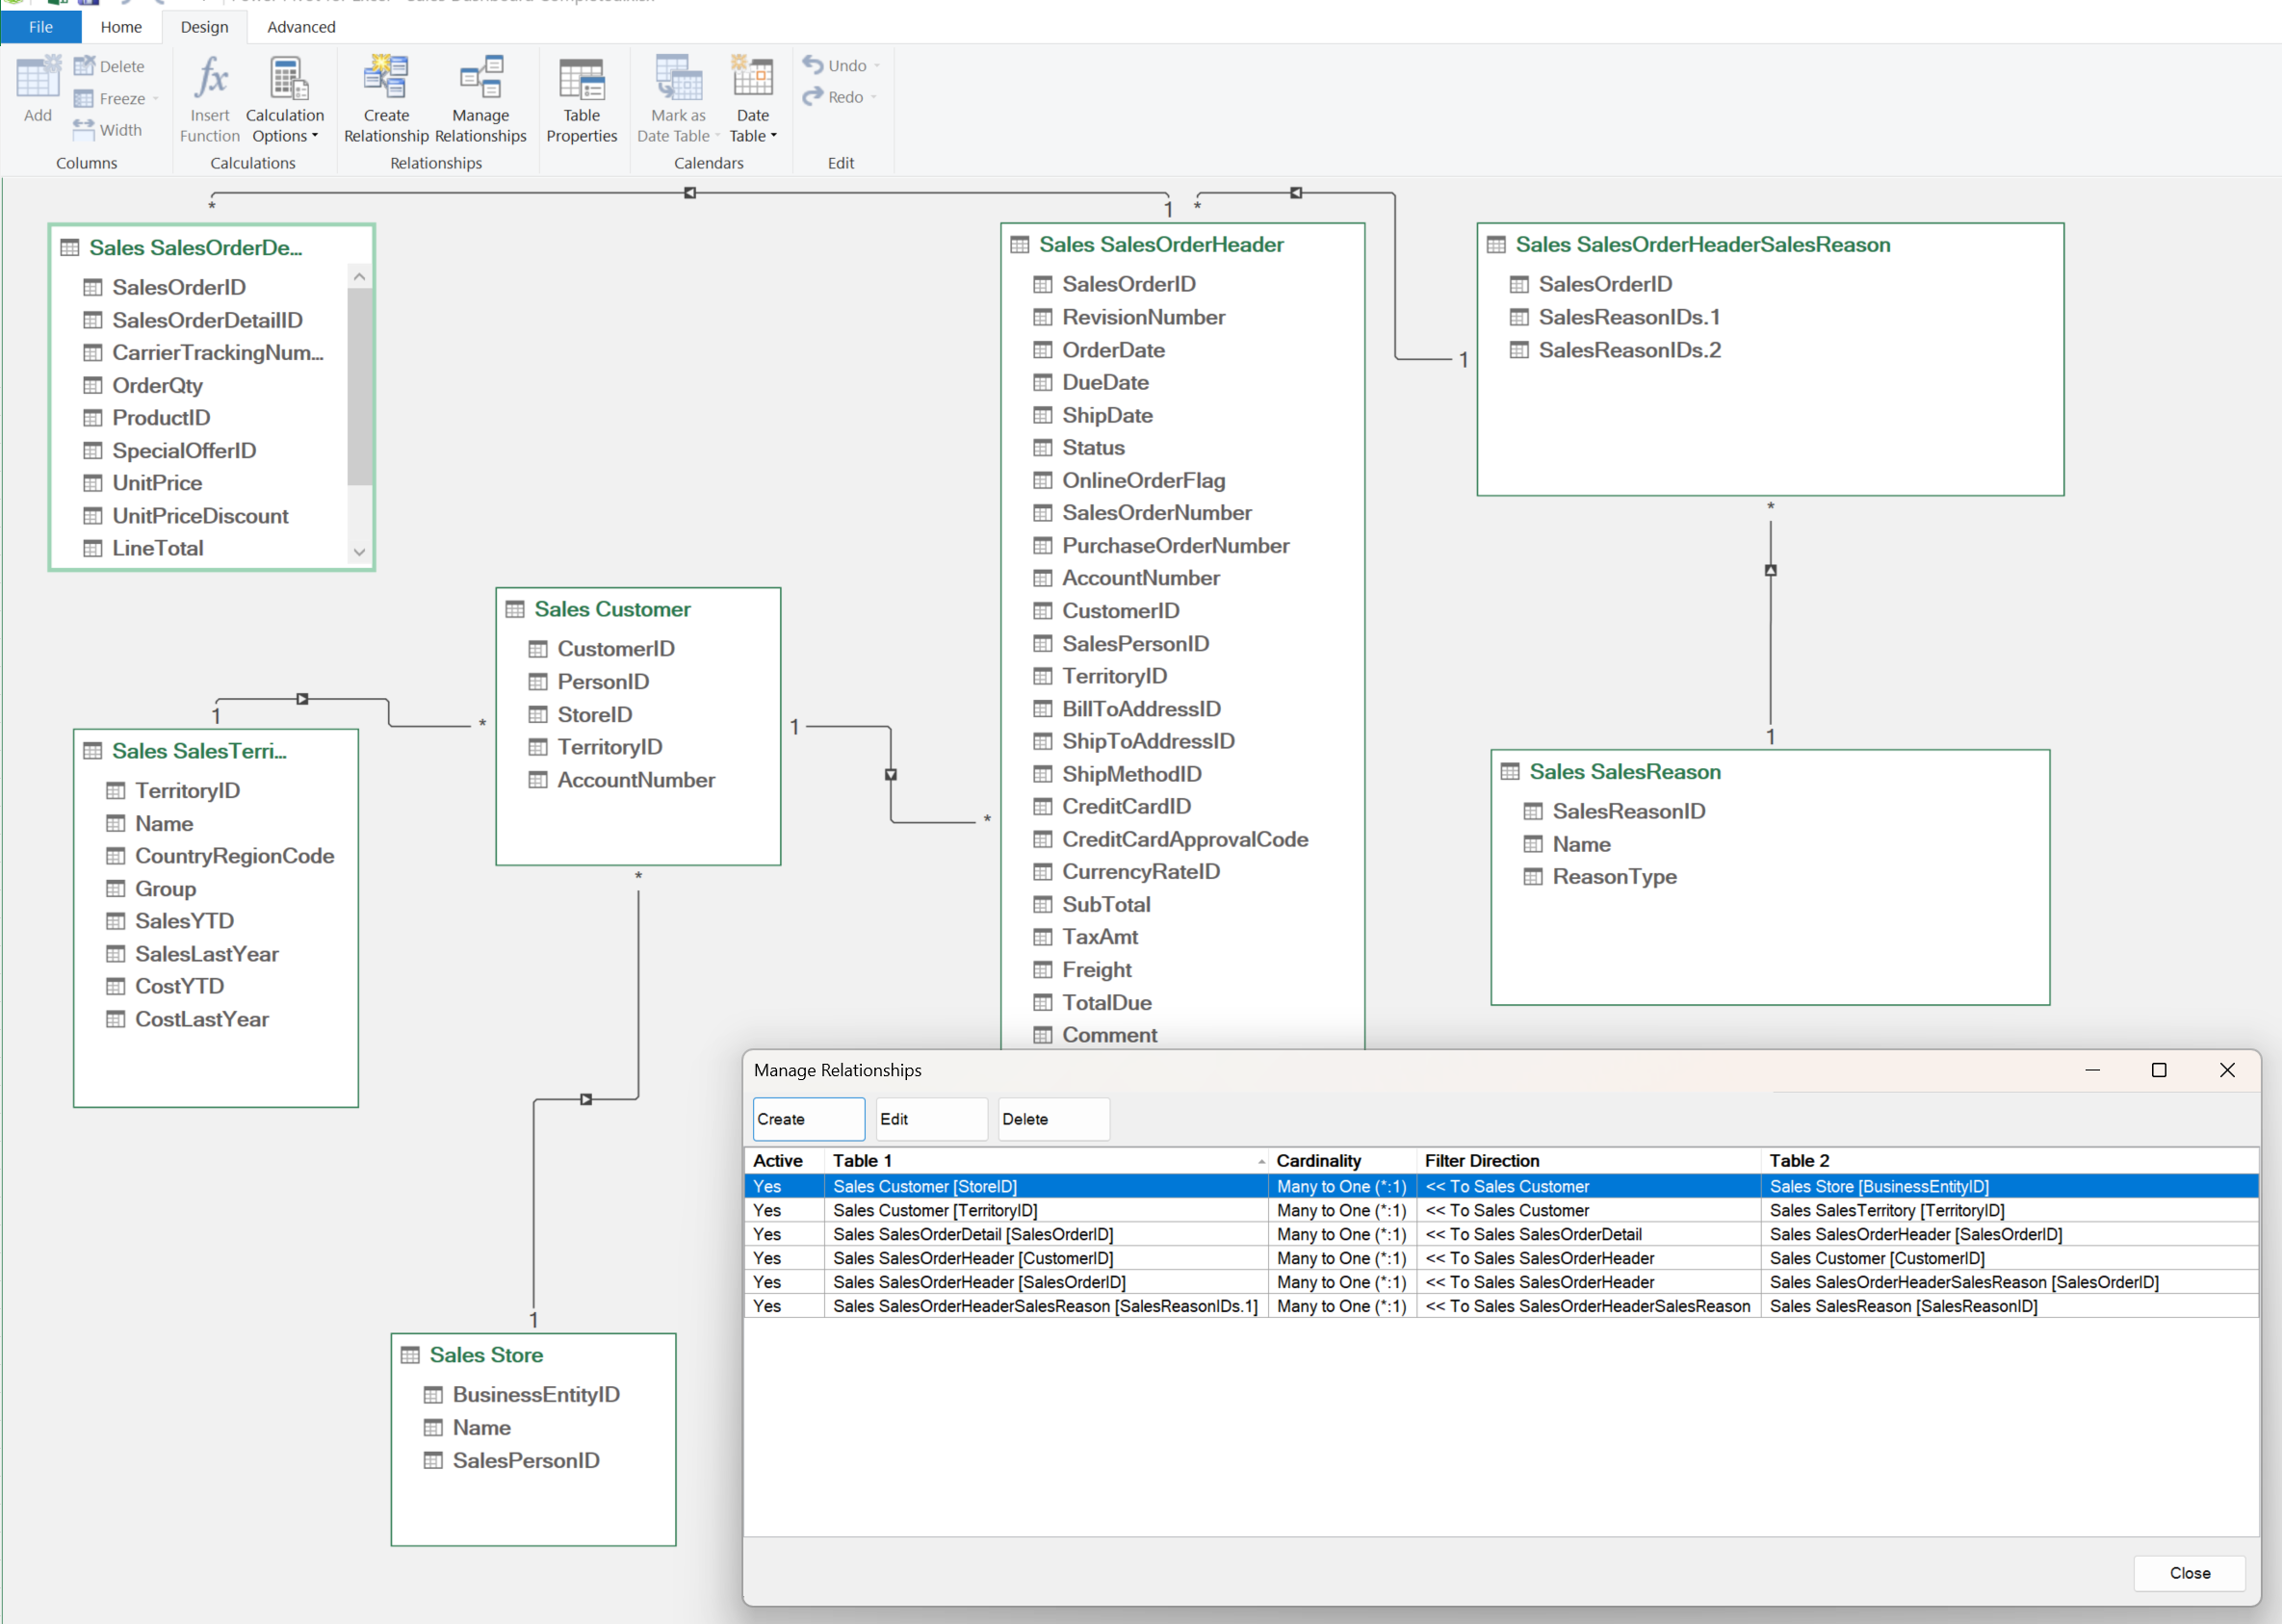 File Home Design Advanced
Delete
Freeze
Width
Add
Insert Function
Calculation Options
Create Relationship
Manage Relationships
Table Properties
Mark as Date Table
Date Table
Undo
Redo
Columns Calculations Relationships Calendars Edit
* 1 * 1
Sales SalesOrderDe...
SalesOrderID
SalesOrderDetailID
CarrierTrackingNum...
OrderQty
ProductID
SpecialOfferID
UnitPrice
UnitPriceDiscount
LineTotal
Sales SalesOrderHeader
SalesOrderID
RevisionNumber
OrderDate
DueDate
ShipDate
Status
OnlineOrderFlag
SalesOrderNumber
PurchaseOrderNumber
AccountNumber
CustomerID
SalesPersonID
TerritoryID
BillToAddressID
ShipToAddressID
ShipMethodID
CreditCardID
CreditCardApprovalCode
CurrencyRateID
SubTotal
TaxAmt
Freight
TotalDue
Comment
Sales SalesOrderHeaderSalesReason
SalesOrderID
SalesReasonIDs.1
SalesReasonIDs.2
*
1
Sales SalesReason
SalesReasonID
Name
ReasonType
Sales Customer
CustomerID
PersonID
StoreID
TerritoryID
AccountNumber
1 *
1 *
Sales SalesTerri...
TerritoryID
Name
CountryRegionCode
Group
SalesYTD
SalesLastYear
CostYTD
CostLastYear
*
1
Sales Store
BusinessEntityID
Name
SalesPersonID
Manage Relationships
Create Edit Delete
Active Table 1 Cardinality Filter Direction Table 2
Yes Sales Customer [StoreID] Many to One (*:1) << To Sales Customer Sales Store [BusinessEntityID]
Yes Sales Customer [TerritoryID] Many to One (*:1) << To Sales Customer Sales SalesTerritory [TerritoryID]
Yes Sales SalesOrderDetail [SalesOrderID] Many to One (*:1) << To Sales SalesOrderDetail Sales SalesOrderHeader [SalesOrderID]
Yes Sales SalesOrderHeader [CustomerID] Many to One (*:1) << To Sales SalesOrderHeader Sales Customer [CustomerID]
Yes Sales SalesOrderHeader [SalesOrderID] Many to One (*:1) << To Sales SalesOrderHeader Sales SalesOrderHeaderSalesReason [SalesOrderID]
Yes Sales SalesOrderHeaderSalesReason [SalesReasonIDs.1] Many to One (*:1) << To Sales SalesOrderHeaderSalesReason Sales SalesReason [SalesReasonID]
Close